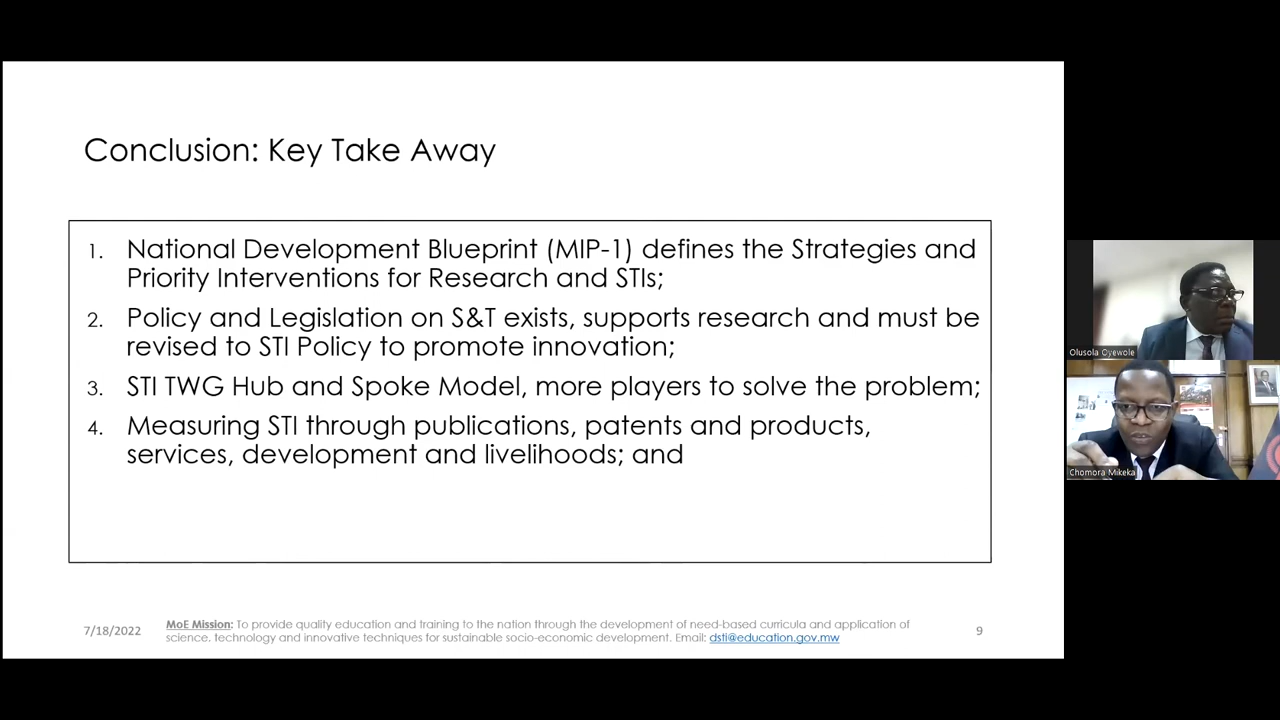 Conclusion: Key Take Away
1. National Development Blueprint (MIP-1) defines the Strategies and
Priority Interventions for Research and STIs;
2. Policy and Legislation on S&T exists, supports research and must be
revised to STI Policy to promote innovation;
3. STI TWG Hub and Spoke Model, more players to solve the problem;
4. Measuring STI through publications, patents and products,
services, development and livelihoods; and
7/18/2022
MoE Mission: To provide quality education and training to the nation through the development of need-based curricula and application of
science, technology and innovative techniques for sustainable socio-economic development. Email: dsti@education.gov.mw
9
Olusola Oyewole
Chomora Mikeka